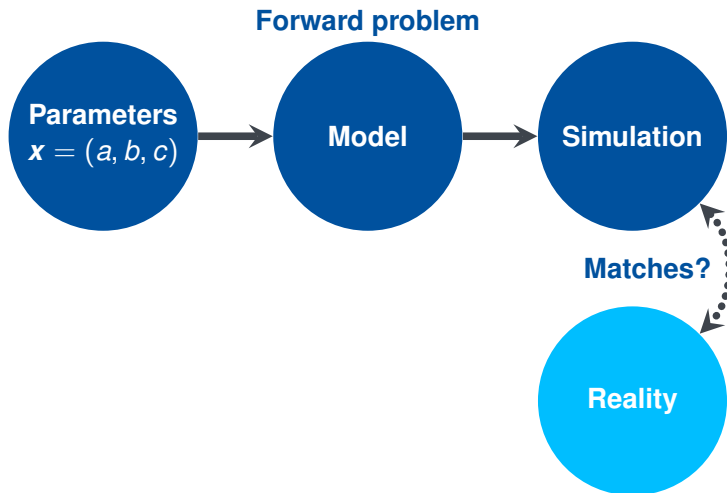 Forward problem
Parameters
x = (a, b, c)
Model
Simulation
Matches?
Reality